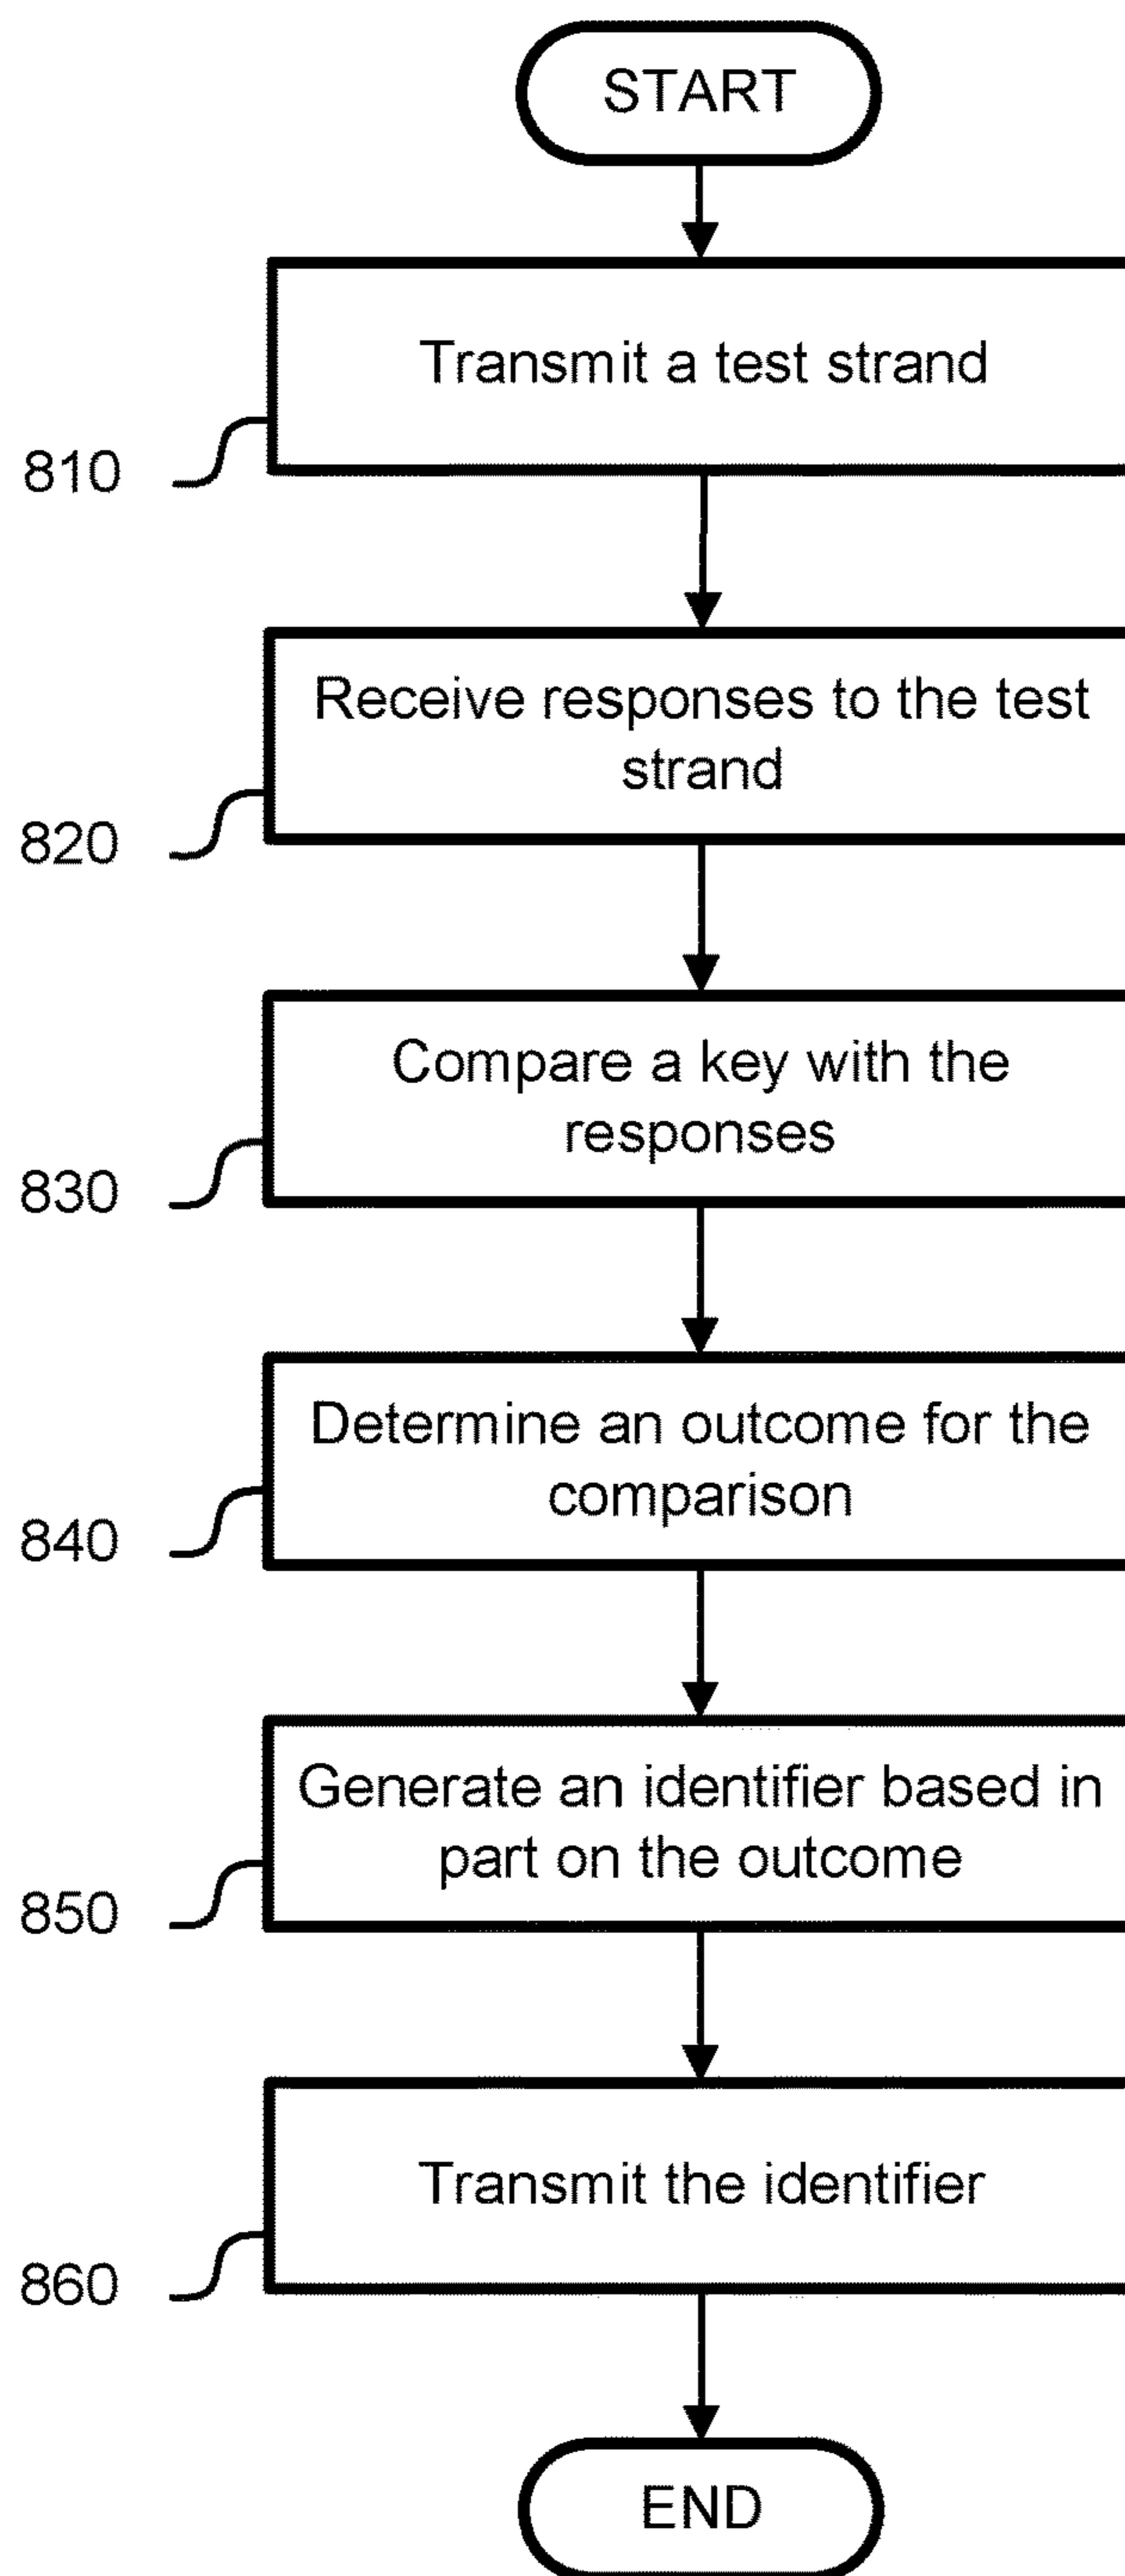 START
Transmit a test strand
810
Receive responses to the test
strand
820
Compare a key with the
responses
830
Determine an outcome for the
comparison
840
Generate an identifier based in
part on the outcome
850
Transmit the identifier
860
END